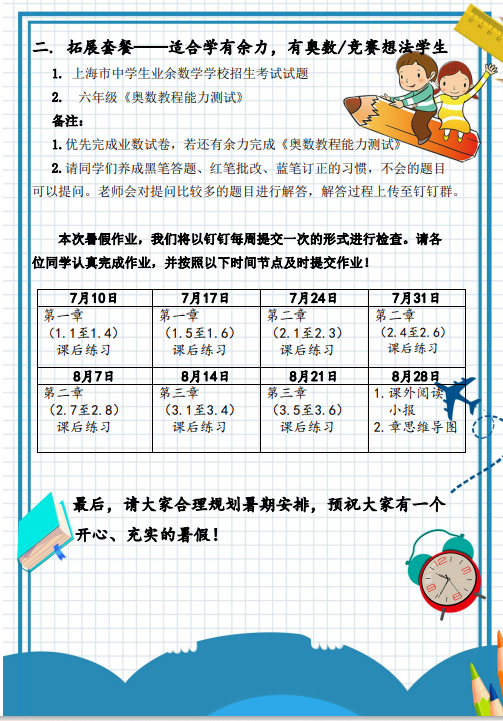 二. 拓展套餐——适合学有余力，有奥数/竞赛想法学生
1. 上海市中学生业余数学学校招生考试试题
2. 六年级《奥数教程能力测试》
备注：
1.优先完成业数试卷，若还有余力完成《奥数教程能力测试》
2.请同学们养成黑笔答题、红笔批改、蓝笔订正的习惯，不会的题目
可以提问。老师会对提问比较多的题目进行解答，解答过程上传至钉钉群。
本次暑假作业，我们将以钉钉每周提交一次的形式进行检查。请各
位同学认真完成作业，并按照以下时间节点及时提交作业！
7月10日 7月17日 7月24日 7月31日
第一章 第一章 第二章 第二章
（1.1至1.4） （1.5至1.6） （2.1至2.3） （2.4至2.6）
课后练习 课后练习 课后练习 课后练习
8月7日 8月14日 8月21日 8月28日
第二章 第三章 第三章 1.课外阅读
（2.7至2.8） （3.1至3.4） （3.5至3.6） 小报
课后练习 课后练习 课后练习 2.章思维导图
最后，请大家合理规划暑期安排，预祝大家有一个
开心、充实的暑假！